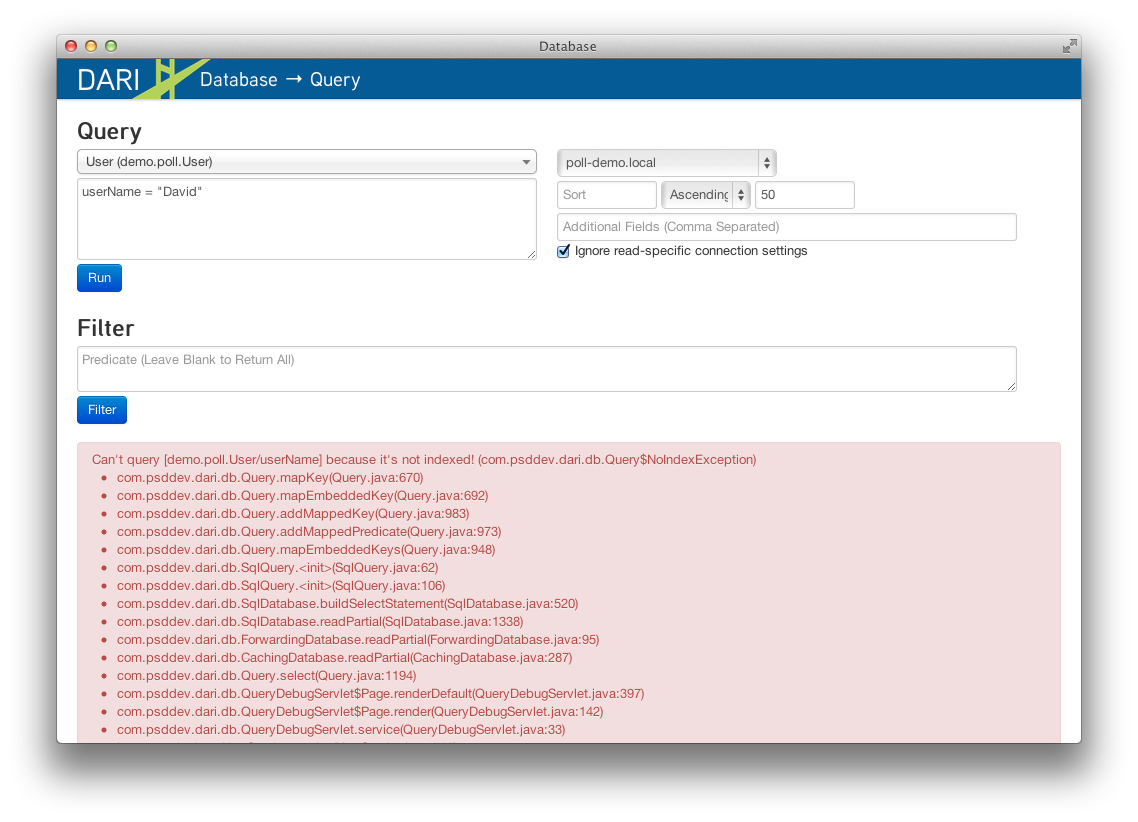 Database
DARI Database → Query
Query
User (demo.poll.User)
poll-demo.local
userName = "David"
Sort Ascending 50
Additional Fields (Comma Separated)
Ignore read-specific connection settings
Run
Filter
Predicate (Leave Blank to Return All)
Filter
Can't query [demo.poll.User/userName] because it's not indexed! (com.psddev.dari.db.Query$NoIndexException)
com.psddev.dari.db.Query.mapKey(Query.java:670)
com.psddev.dari.db.Query.mapEmbeddedKey(Query.java:692)
com.psddev.dari.db.Query.addMappedKey(Query.java:983)
com.psddev.dari.db.Query.addMappedPredicate(Query.java:973)
com.psddev.dari.db.Query.mapEmbeddedKeys(Query.java:948)
com.psddev.dari.db.SqlQuery.<init>(SqlQuery.java:62)
com.psddev.dari.db.SqlQuery.<init>(SqlQuery.java:106)
com.psddev.dari.db.SqlDatabase.buildSelectStatement(SqlDatabase.java:520)
com.psddev.dari.db.SqlDatabase.readPartial(SqlDatabase.java:1338)
com.psddev.dari.db.ForwardingDatabase.readPartial(ForwardingDatabase.java:95)
com.psddev.dari.db.CachingDatabase.readPartial(CachingDatabase.java:287)
com.psddev.dari.db.Query.select(Query.java:1194)
com.psddev.dari.db.QueryDebugServlet$Page.renderDefault(QueryDebugServlet.java:397)
com.psddev.dari.db.QueryDebugServlet$Page.render(QueryDebugServlet.java:142)
com.psddev.dari.db.QueryDebugServlet.service(QueryDebugServlet.java:33)